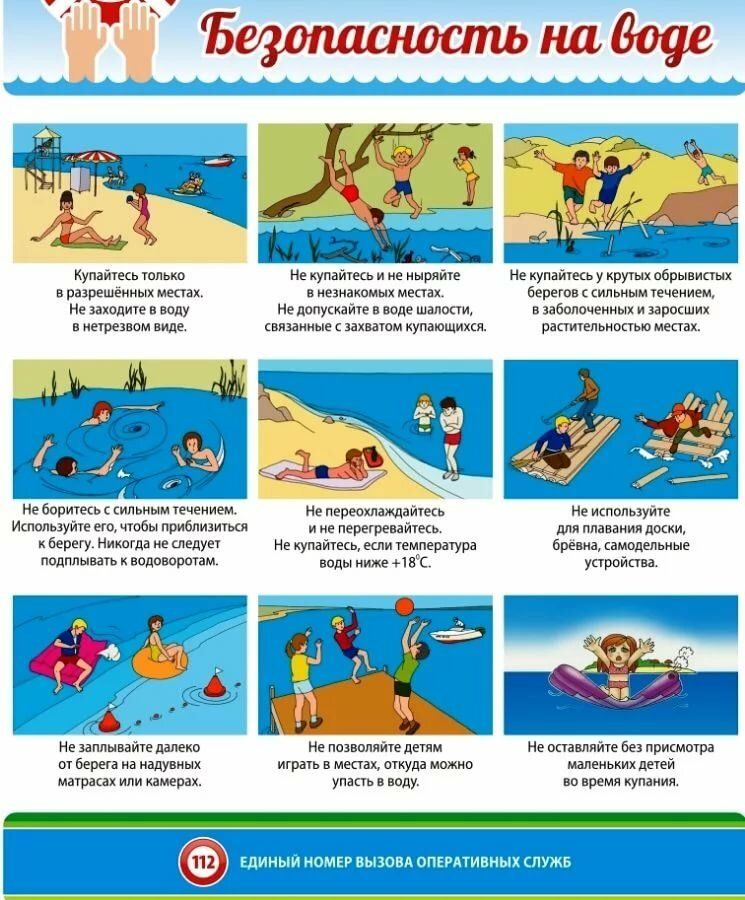 Безопасность на воде
Купайтесь только
в разрешённых местах.
Не заходите в воду
в нетрезвом виде.
Не купайтесь и не ныряйте
в незнакомых местах.
Не допускайте в воде шалости,
связанные с захватом купающихся.
Не купайтесь у крутых обрывистых
берегов с сильным течением,
в заболоченных и заросших
растительностью местах.
Не боритесь с сильным течением.
Используйте его, чтобы приблизиться
к берегу. Никогда не следует
подплывать к водоворотам.
Не переохлаждайтесь
и не перегревайтесь.
Не купайтесь, если температура
воды ниже +18°С.
Не используйте
для плавания доски,
брёвна, самодельные
устройства.
Не заплывайте далеко
от берега на надувных
матрасах или камерах.
Не позволяйте детям
играть в местах, откуда можно
упасть в воду.
Не оставляйте без присмотра
маленьких детей
во время купания.
112 ЕДИНЫЙ НОМЕР ВЫЗОВА ОПЕРАТИВНЫХ СЛУЖБ